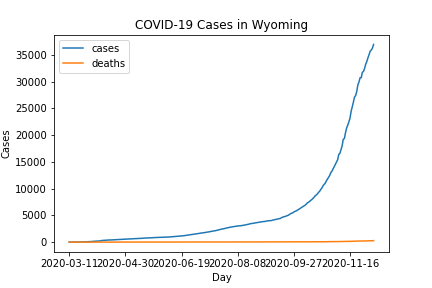 COVID-19 Cases in Wyoming
cases
deaths
35000
30000
25000
20000
15000
10000
5000
0
Cases
2020-03-11 2020-04-30 2020-06-19 2020-08-08 2020-09-27 2020-11-16
Day